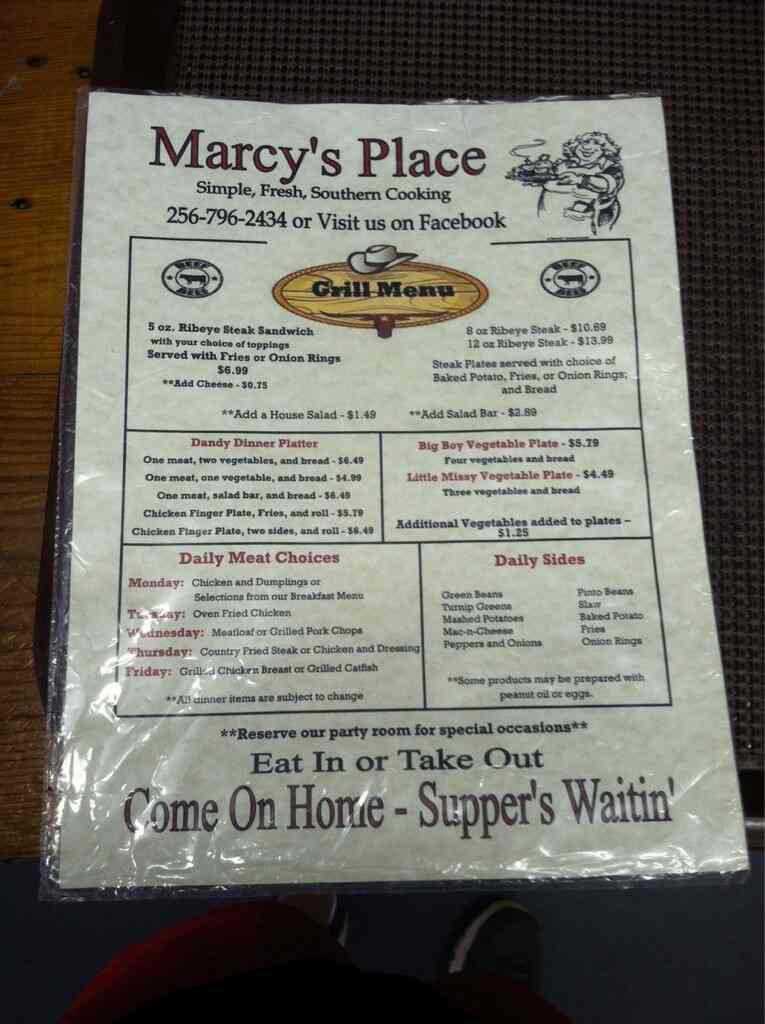 Marcy's Place
Simple, Fresh, Southern Cooking
256-796-2434 or Visit us on Facebook
BEEF
BEEF
Grill Menu
BEEF
BEEF
5 oz. Ribeye Steak Sandwich
with your choice of toppings
Served with Fries or Onion Rings
$6.99
**Add Cheese - $0.75
8 oz Ribeye Steak - $10.69
12 oz Ribeye Steak - $13.99
Steak Plates served with choice of
Baked Potato, Fries, or Onion Rings;
and Bread
**Add a House Salad - $1.49 **Add Salad Bar - $2.89
Dandy Dinner Platter
One meat, two vegetables, and bread - $6.49
One meat, one vegetable, and bread - $4.99
One meat, salad bar, and bread - $6.49
Chicken Finger Plate, Fries, and roll - $5.79
Chicken Finger Plate, two sides, and roll - $6.49
Big Boy Vegetable Plate - $5.79
Four vegetables and bread
Little Missy Vegetable Plate - $4.49
Three vegetables and bread
Additional Vegetables added to plates –
$1.25
Daily Meat Choices
Monday: Chicken and Dumplings or
Selections from our Breakfast Menu
Tuesday: Oven Fried Chicken
Wednesday: Meatloaf or Grilled Pork Chops
Thursday: Country Fried Steak or Chicken and Dressing
Friday: Grilled Chicken Breast or Grilled Catfish
**All dinner items are subject to change
Daily Sides
Green Beans
Turnip Greens
Mashed Potatoes
Mac-n-Cheese
Peppers and Onions
Pinto Beans
Slaw
Baked Potato
Fries
Onion Rings
**Some products may be prepared with
peanut oil or eggs.
**Reserve our party room for special occasions**
Eat In or Take Out
Come On Home - Supper's Waitin'